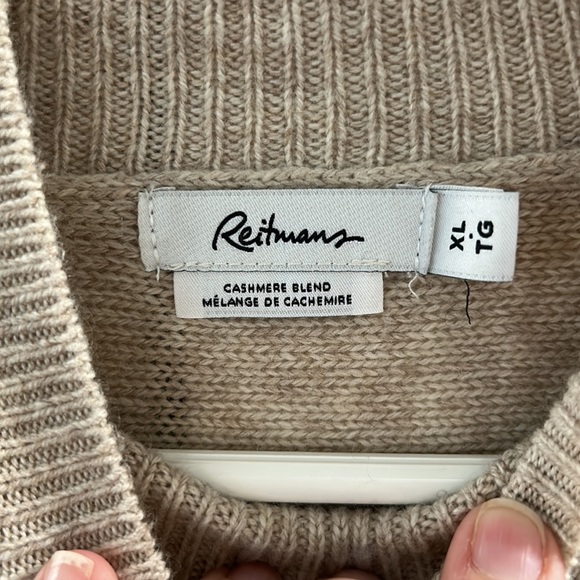 Reitmans
XL
TG
CASHMERE BLEND
MÉLANGE DE CACHEMIRE